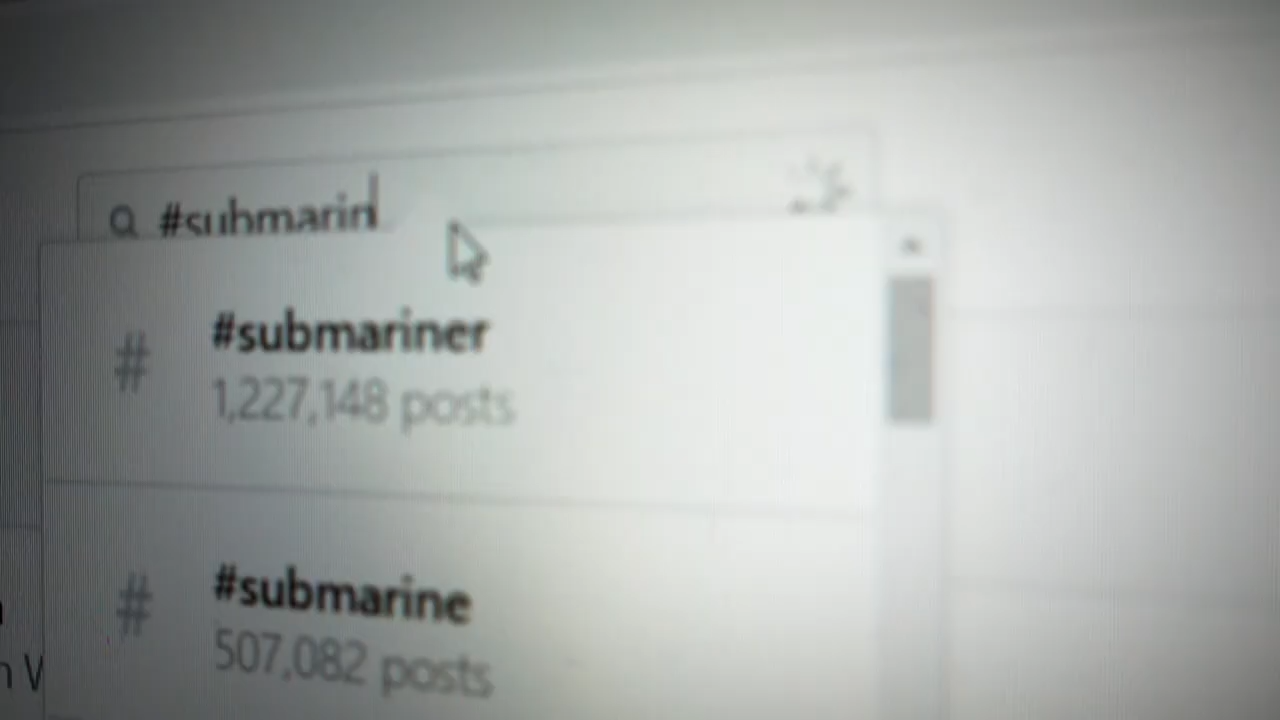 #submarin
#
#submariner
1,227,148 posts
#
#submarine
507,082 posts